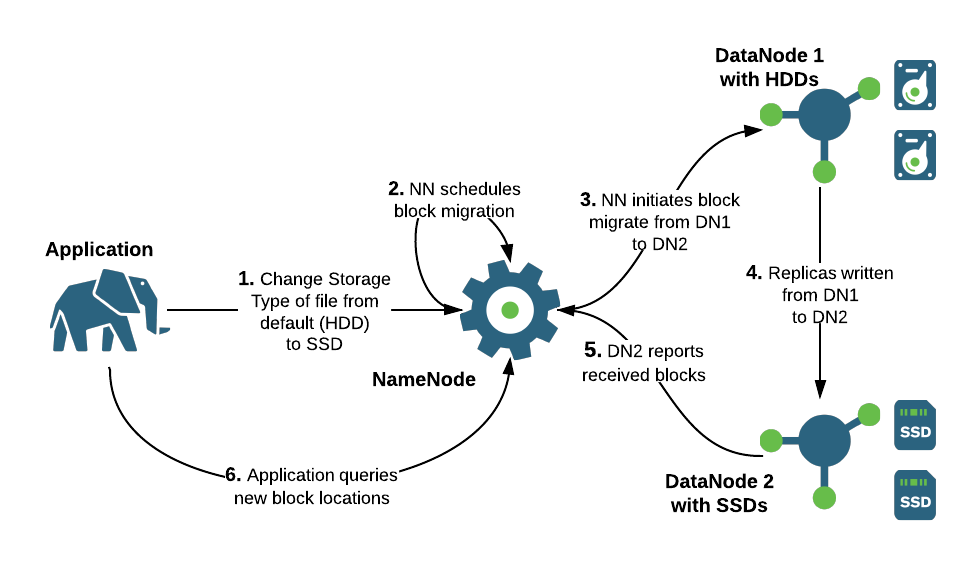 DataNode 1
with HDDs
2. NN schedules
block migration
3. NN initiates block
migrate from DN1
to DN2
Application
1. Change Storage
Type of file from
default (HDD)
to SSD
4. Replicas written
from DN1
to DN2
NameNode
5. DN2 reports
received blocks
SSD
6. Application queries
new block locations
DataNode 2
with SSDs
SSD